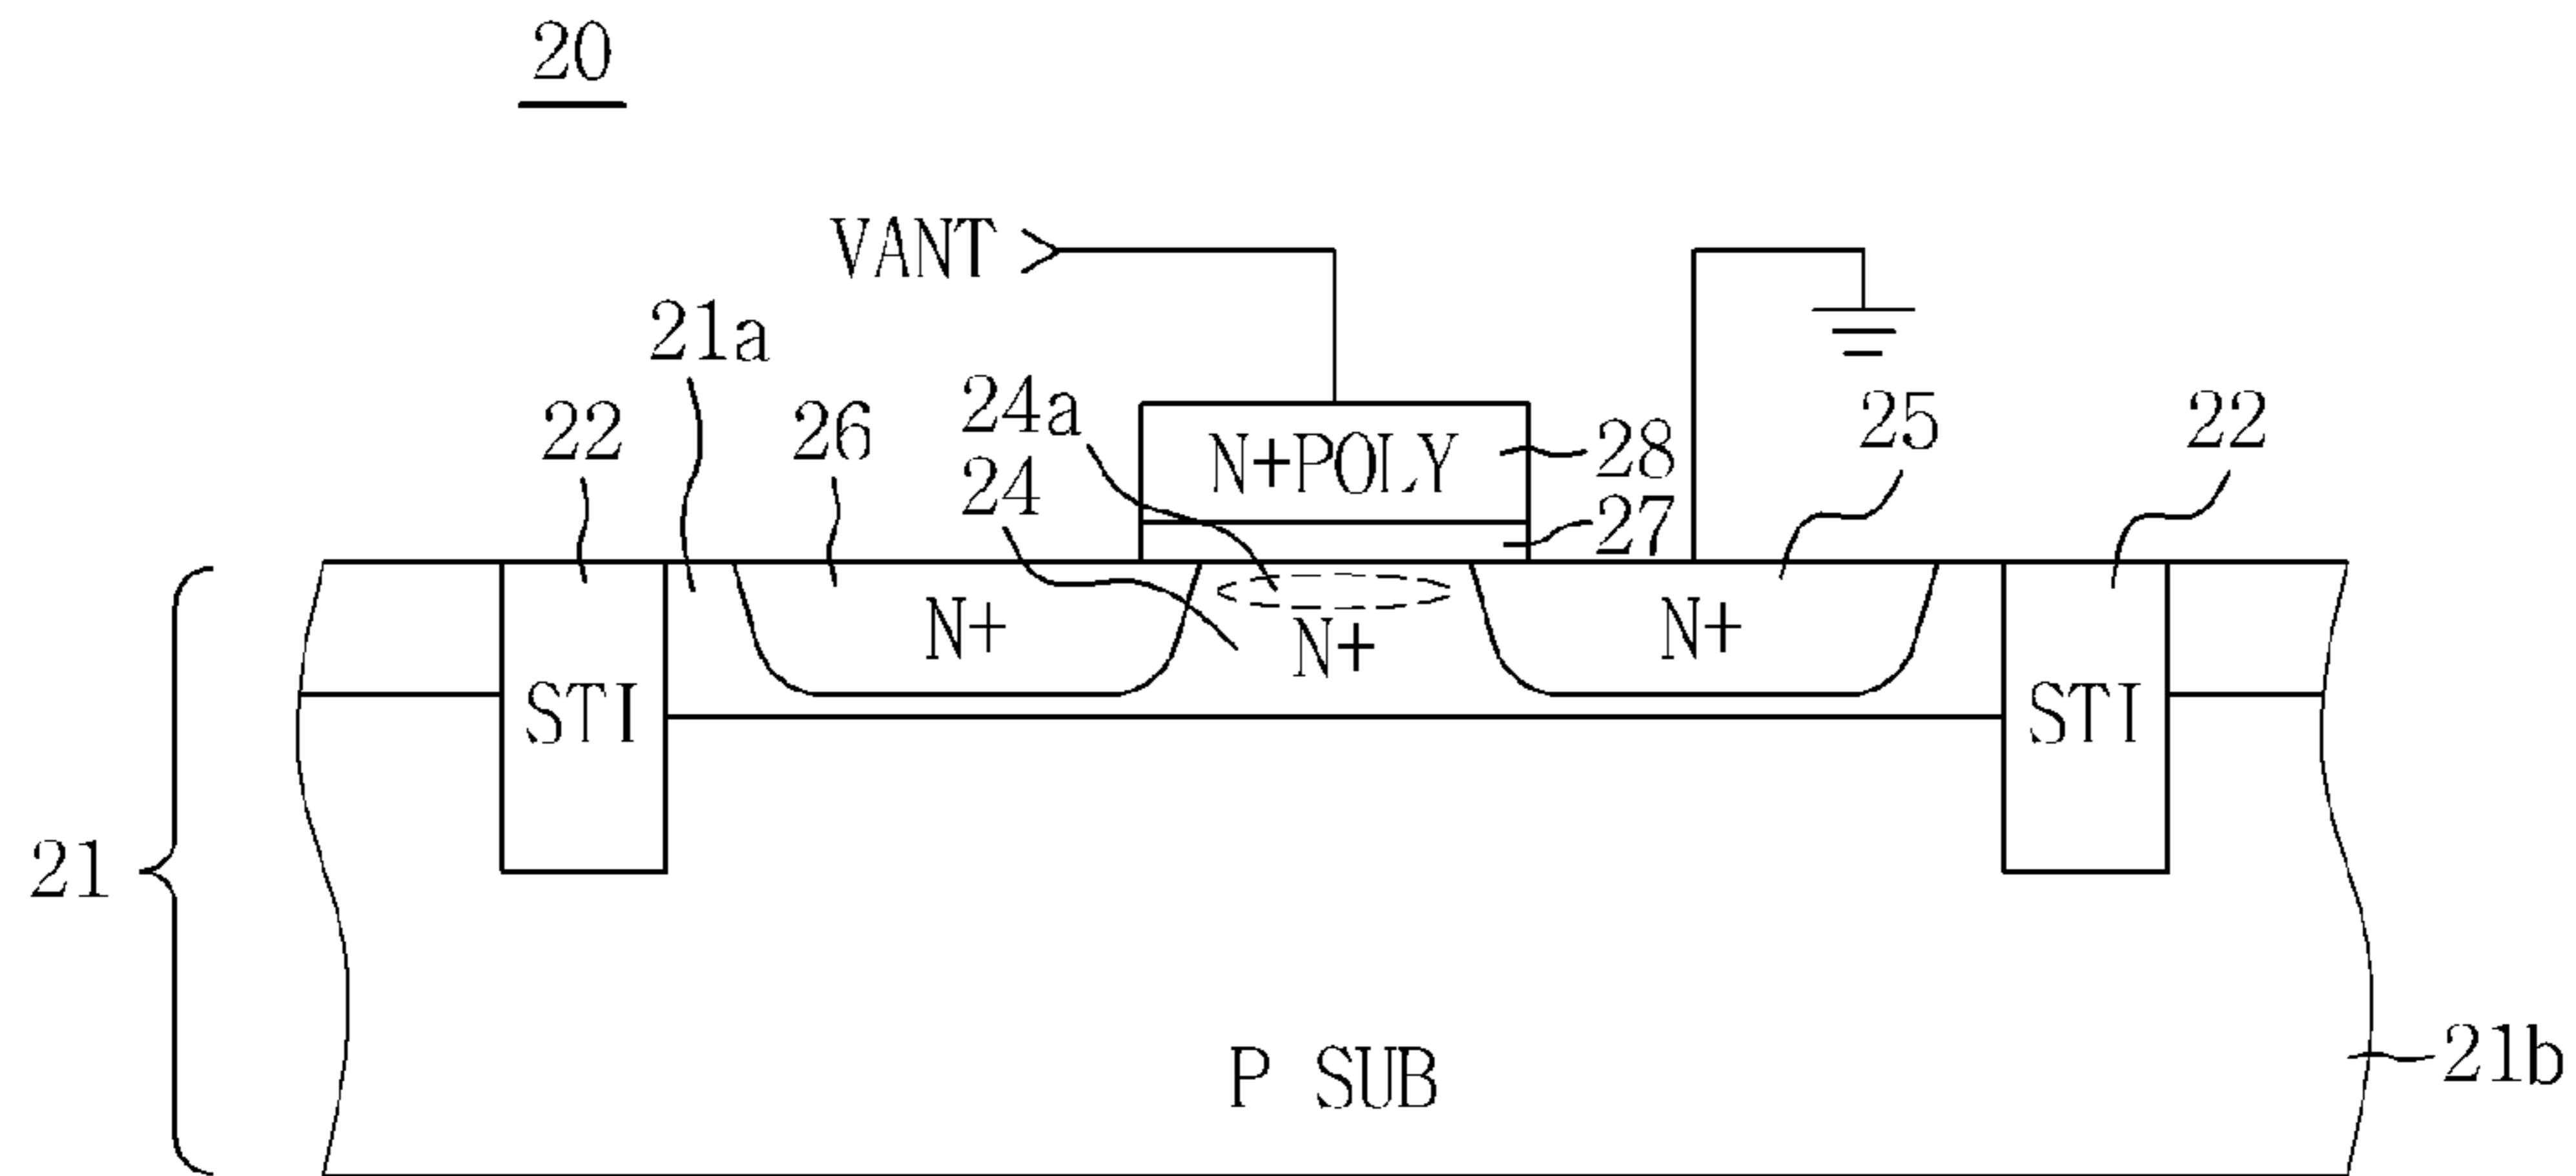 20
VANT
21a
22
26
24a
24
N+POLY
28
27
25
22
N+
N+
N+
STI
STI
21
P SUB
21b